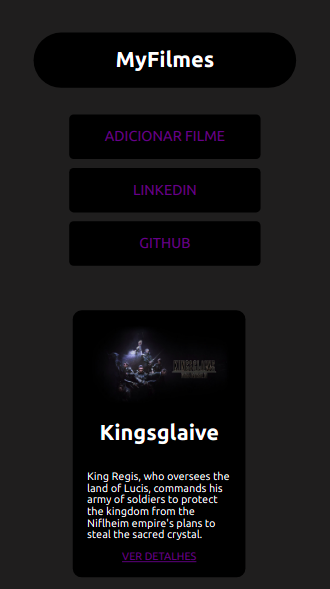 MyFilmes
ADICIONAR FILME
LINKEDIN
GITHUB
KINGSGLAIVE
Kingsglaive
King Regis, who oversees the
land of Lucis, commands his
army of soldiers to protect
the kingdom from the
Niflheim empire's plans to
steal the sacred crystal.
VER DETALHES